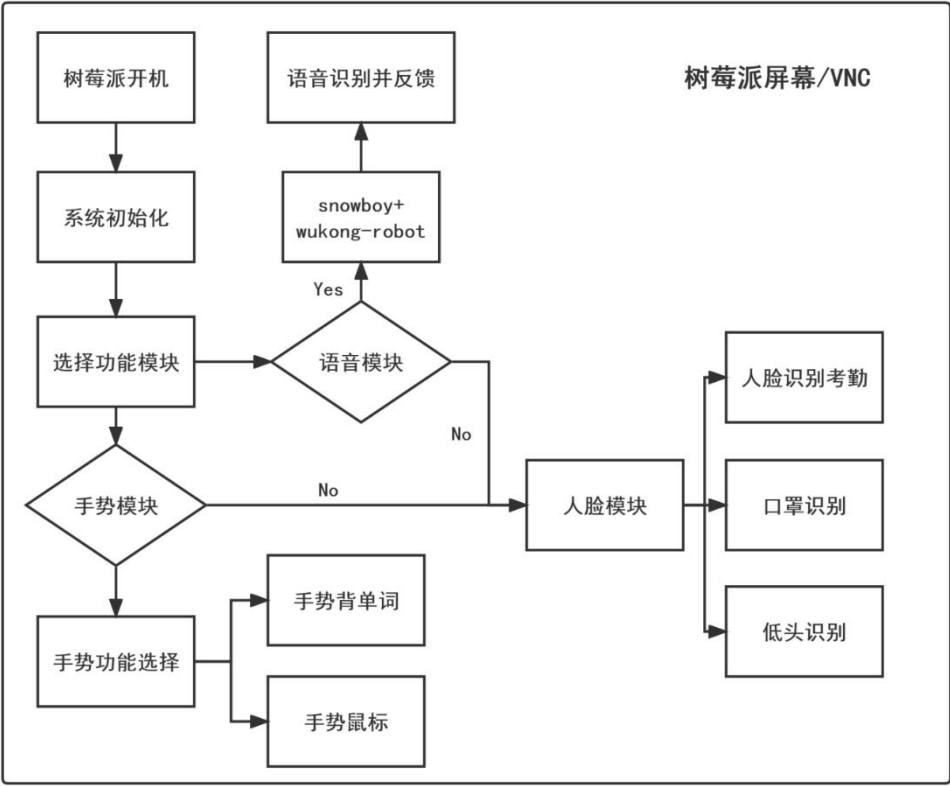 树莓派开机
语音识别并反馈
树莓派屏幕/VNC
系统初始化
snowboy+
wukong-robot
Yes
选择功能模块
语音模块
人脸识别考勤
No
手势模块
No
人脸模块
口罩识别
手势背单词
手势功能选择
低头识别
手势鼠标